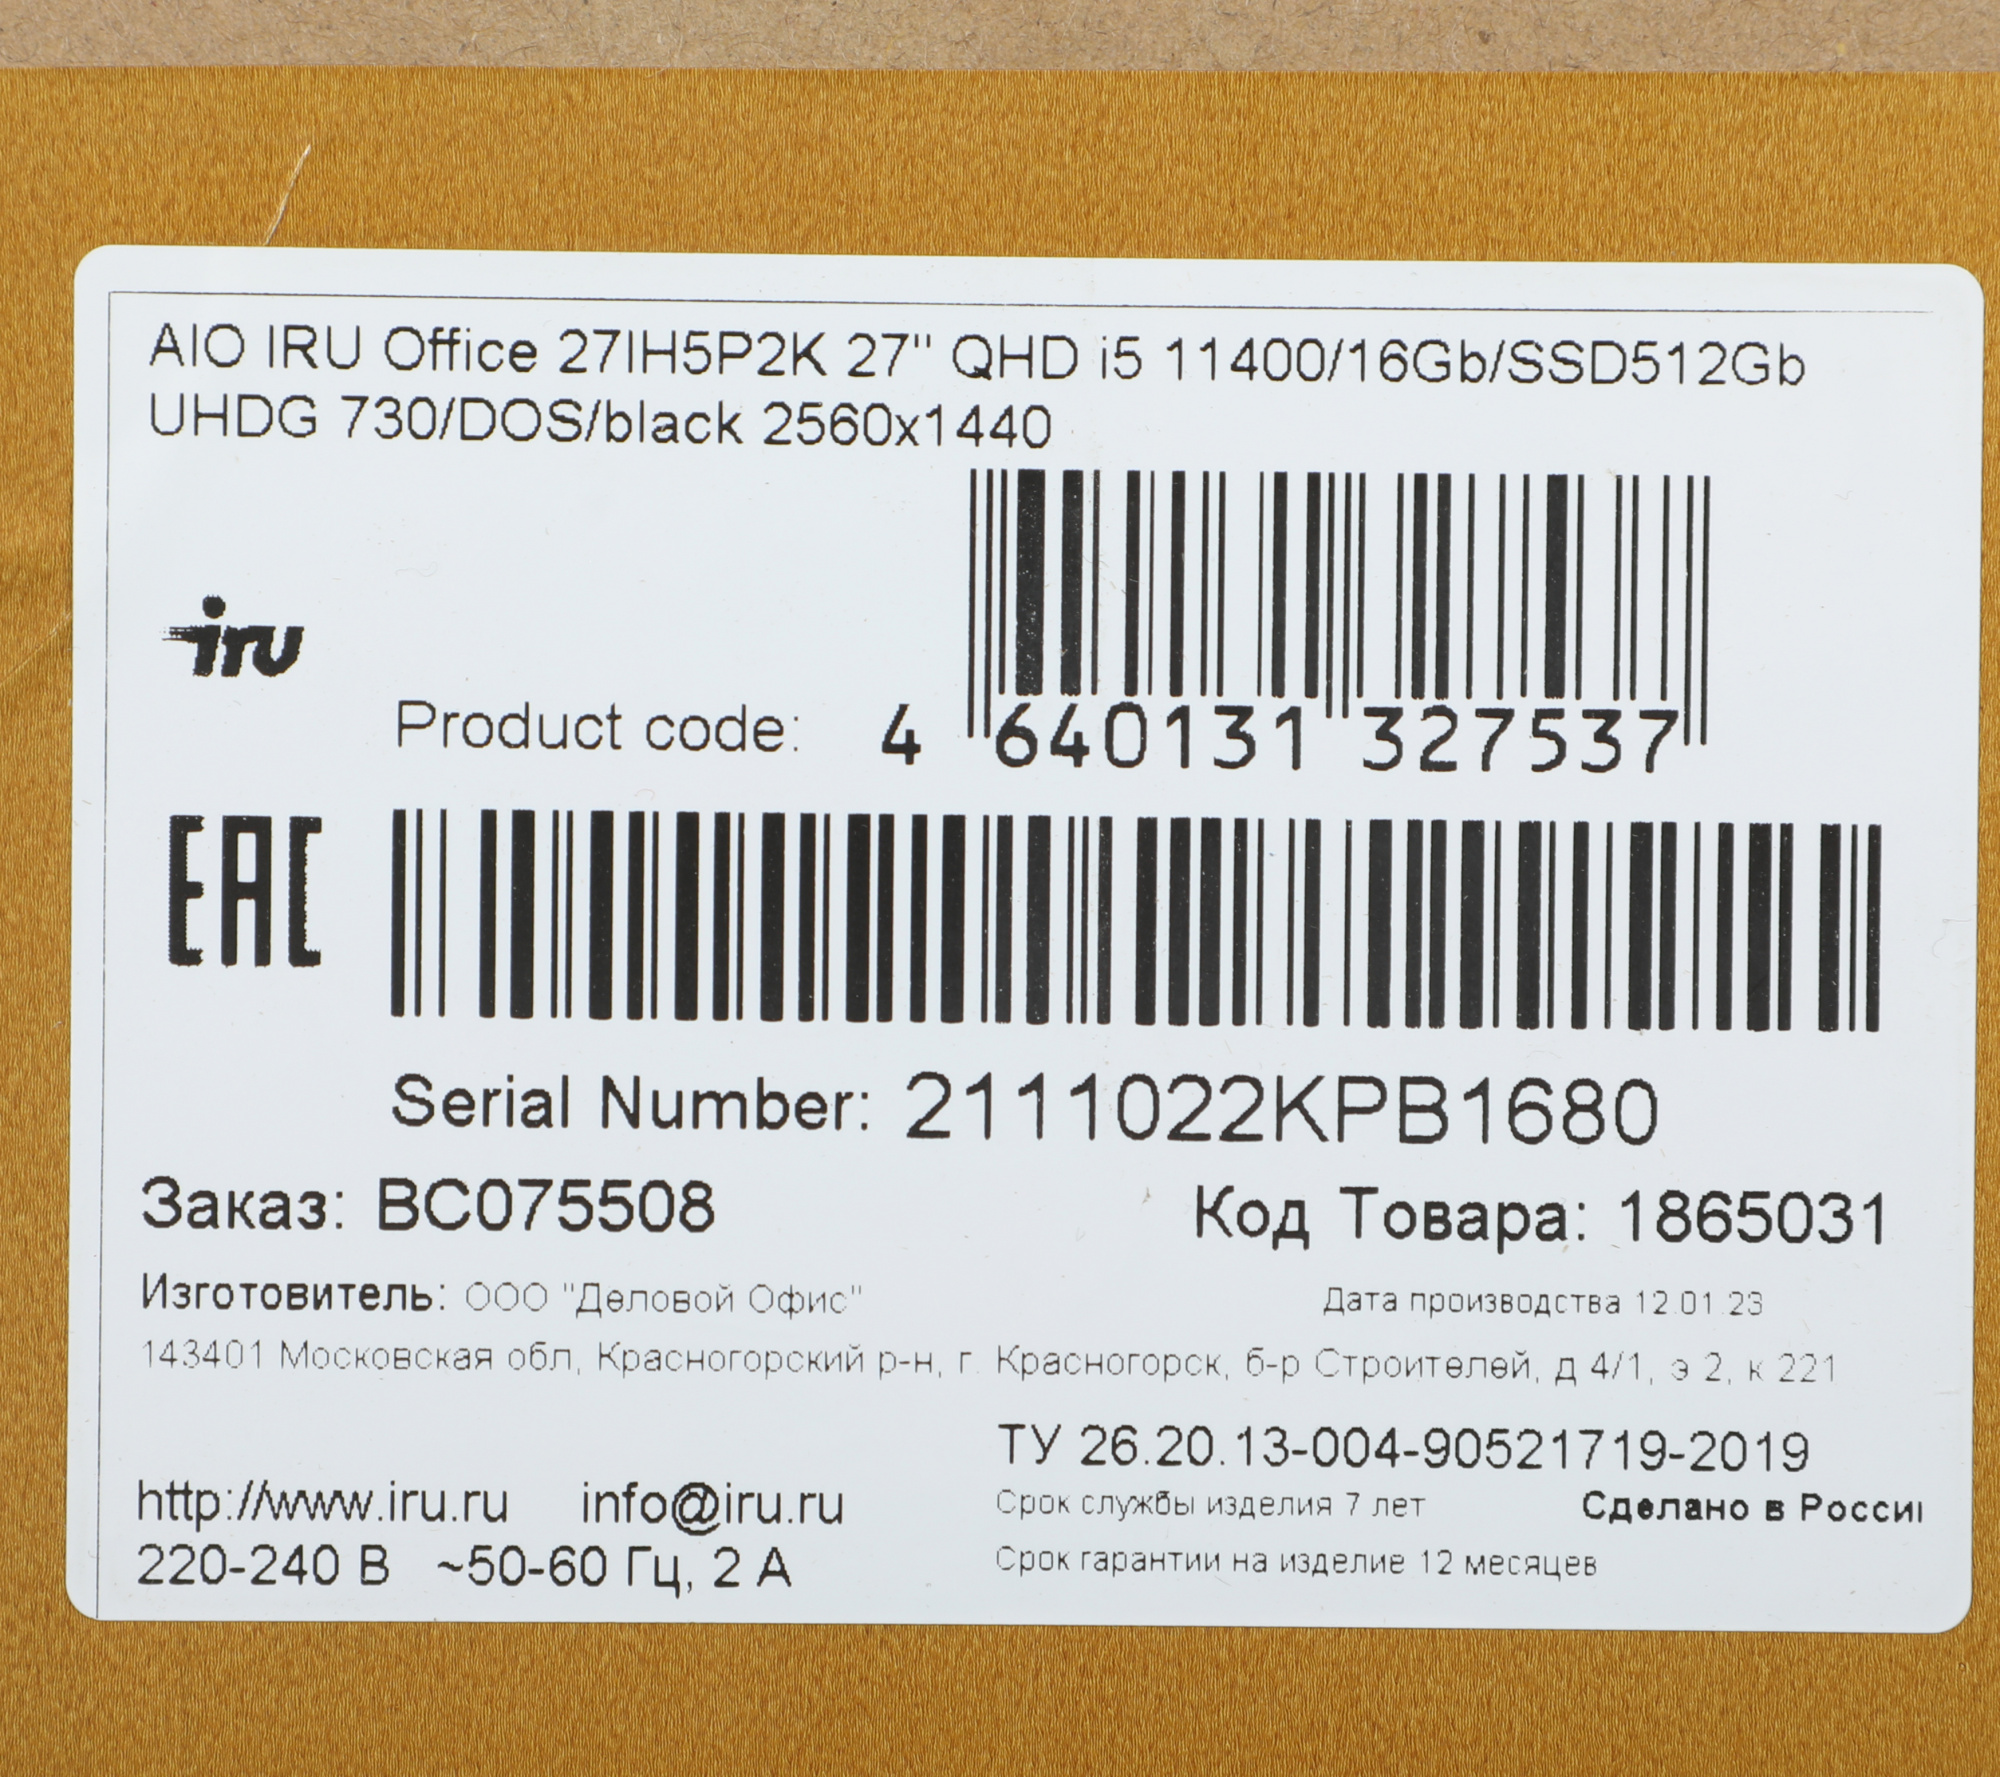 AIO IRU Office 27IH5P2K 27" QHD i5 11400/16Gb/SSD512Gb
UHDG 730/DOS/black 2560x1440
iru
Product code: 4 640131 327537
EAC
Serial Number: 2111022KPB1680
Заказ: BC075508
Код Товара: 1865031
Изготовитель: ООО "Деловой Офис"
Дата производства 12.01.23
143401 Московская обл, Красногорский р-н, г. Красногорск, б-р Строителей, д 4/1, э 2, к 221
ТУ 26.20.13-004-90521719-2019
http://www.iru.ru info@iru.ru
Срок службы изделия 7 лет
Сделано в Росси
220-240 В ~50-60 Гц, 2 А
Срок гарантии на изделие 12 месяцев